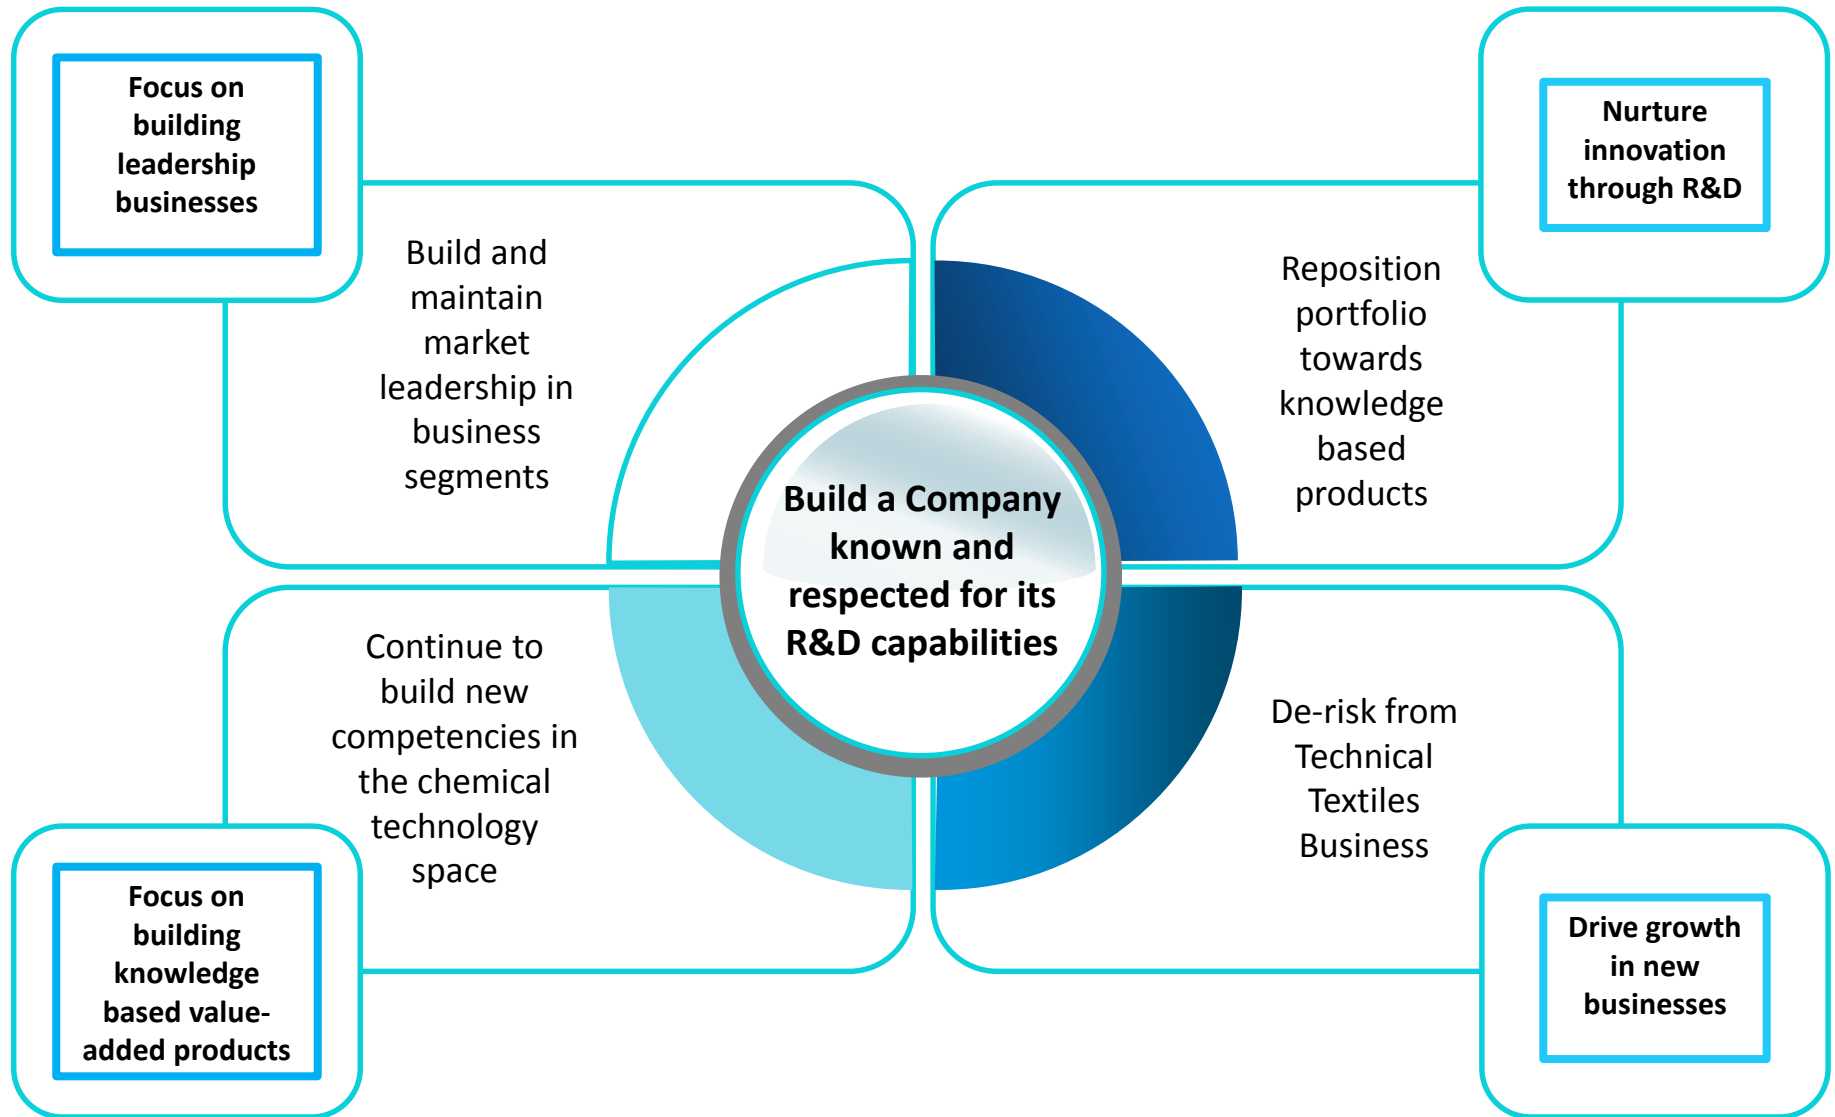 Focus on
building
leadership
businesses
Build and
maintain
market
leadership in
business
segments
Nurture
innovation
through R&D
Reposition
portfolio
towards
knowledge
based
products
Build a Company
known and
respected for its
R&D capabilities
Continue to
build new
competencies in
the chemical
technology
space
Focus on
building
knowledge
based value-
added products
De-risk from
Technical
Textiles
Business
Drive growth
in new
businesses